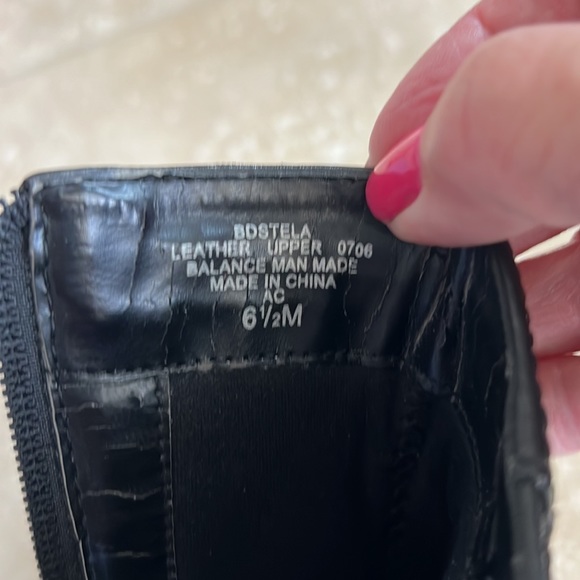 BDSTELA
LEATHER UPPER 0706
BALANCE MAN MADE
MADE IN CHINA
AC
6½M